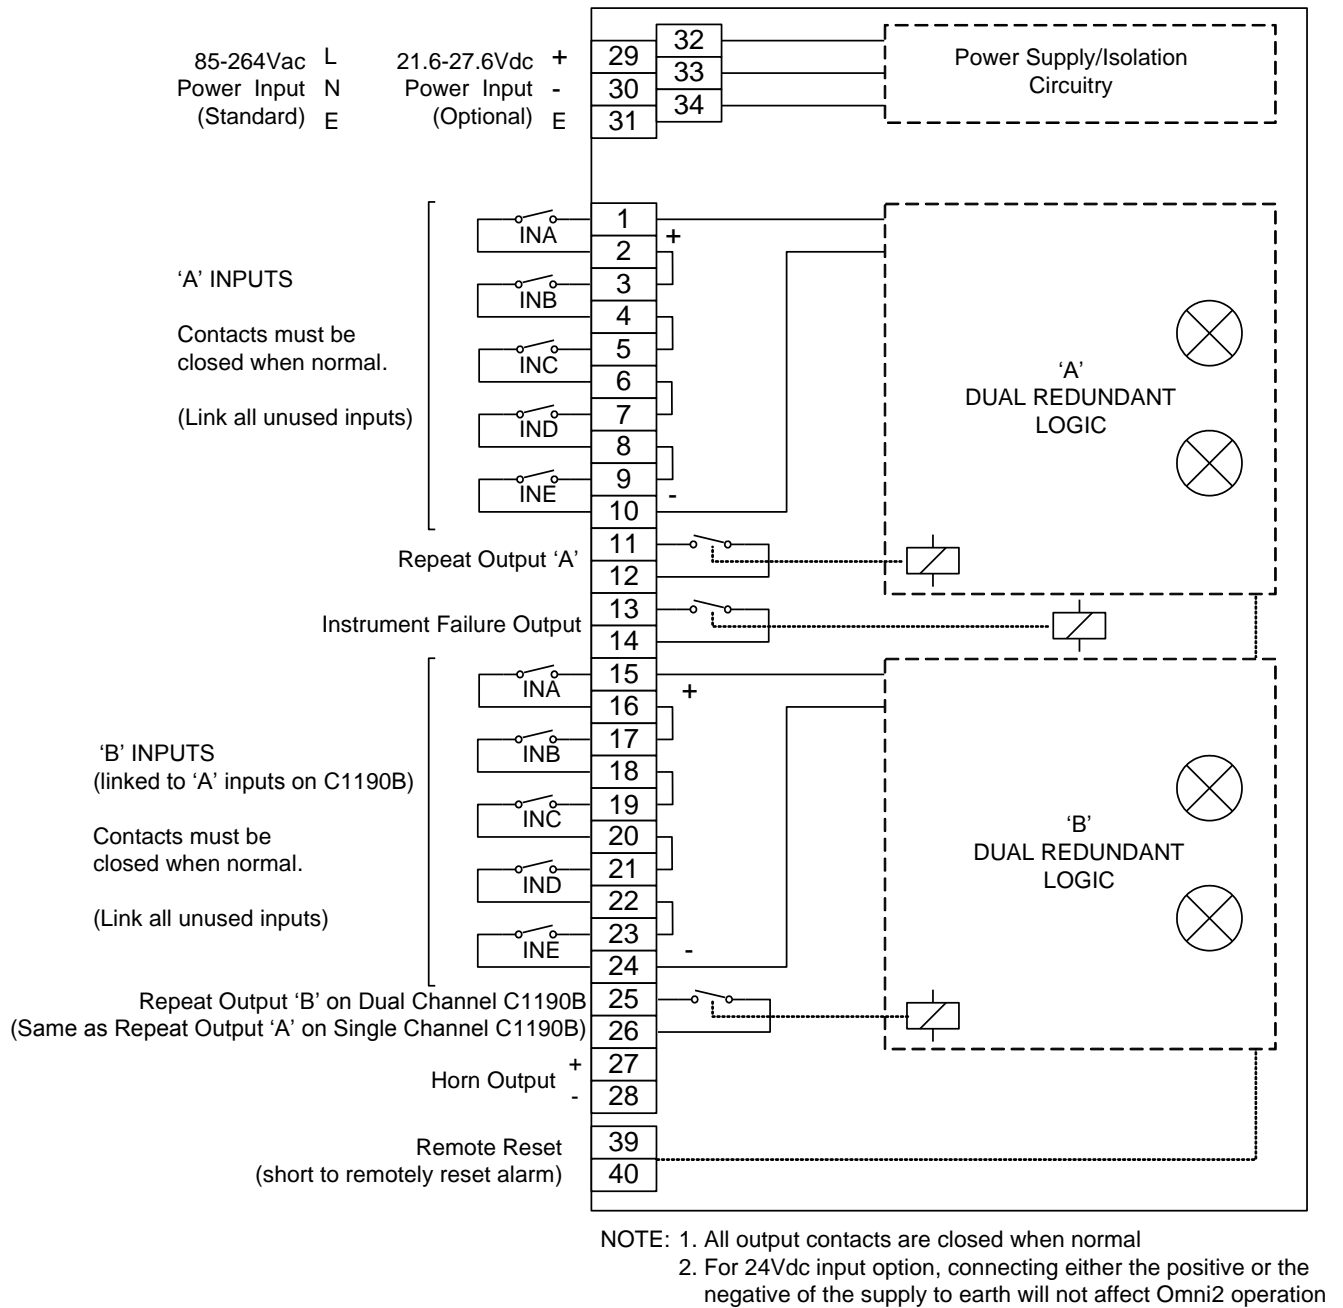 85-264Vac L
Power Input N
(Standard) E
21.6-27.6Vdc +
Power Input -
(Optional) E
29
30
31
32
33
34
Power Supply/Isolation
Circuitry
‘A’ INPUTS
Contacts must be
closed when normal.
(Link all unused inputs)
INA
INB
INC
IND
INE
1
2
3
4
5
6
7
8
9
10
+
-
‘A’
DUAL REDUNDANT
LOGIC
Repeat Output ‘A’
11
12
Instrument Failure Output
13
14
‘B’ INPUTS
(linked to ‘A’ inputs on C1190B)
Contacts must be
closed when normal.
(Link all unused inputs)
INA
INB
INC
IND
INE
15
16
17
18
19
20
21
22
23
24
+
-
‘B’
DUAL REDUNDANT
LOGIC
Repeat Output ‘B’ on Dual Channel C1190B
(Same as Repeat Output ‘A’ on Single Channel C1190B)
25
26
Horn Output
+
-
27
28
Remote Reset
(short to remotely reset alarm)
39
40
NOTE: 1. All output contacts are closed when normal
2. For 24Vdc input option, connecting either the positive or the
negative of the supply to earth will not affect Omni2 operation